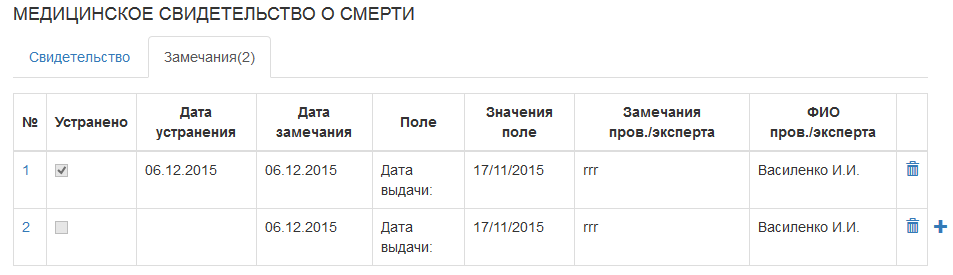 МЕДИЦИНСКОЕ СВИДЕТЕЛЬСТВО О СМЕРТИ
Свидетельство Замечания(2)
№ Устранено Дата устранения Дата замечания Поле Значения поле Замечания пров./эксперта ФИО пров./эксперта
1 06.12.2015 06.12.2015 Дата выдачи: 17/11/2015 rrr Василенко И.И.
2 06.12.2015 Дата выдачи: 17/11/2015 rrr Василенко И.И.